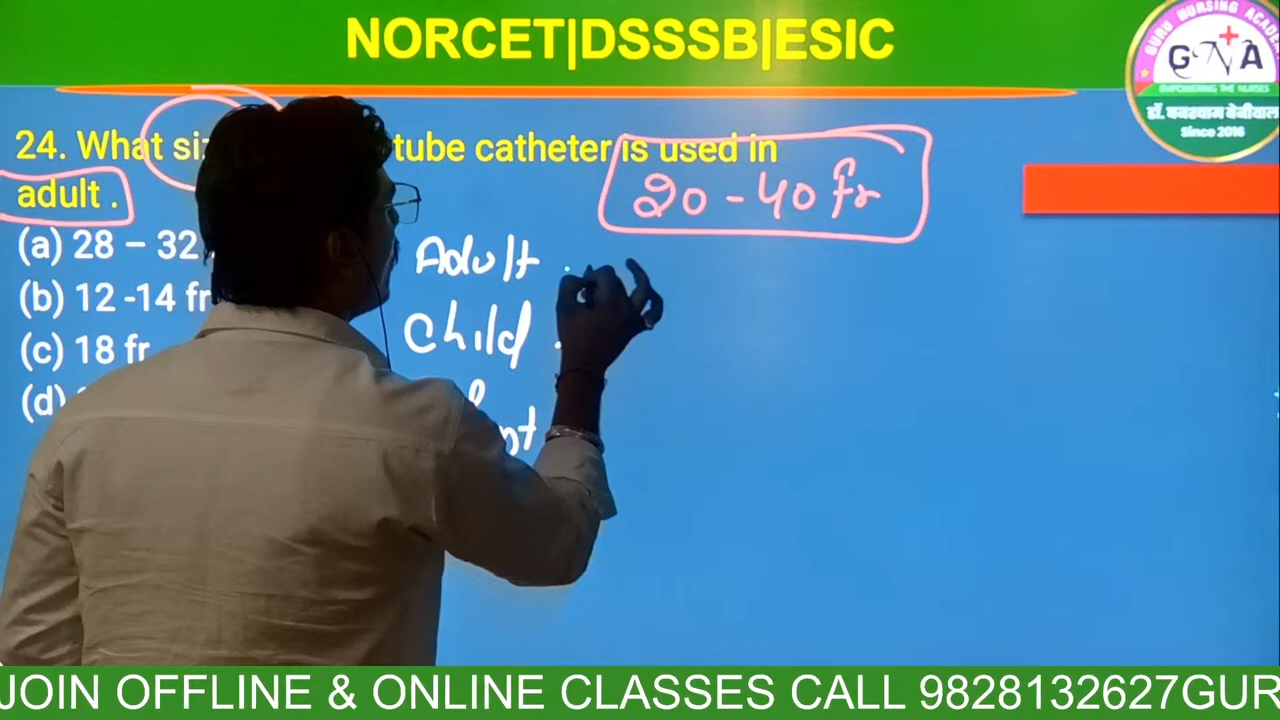 NORCET|DSSSB|ESIC
GURU NURSING ACADEMY
GNA
EMPOWERING THE NURSES
डॉ. घनश्याम बेनीवाल
Since 2016
24. What tube catheter is used in
adult .
20 - 40 fr
(a) 28 – 32
(b) 12 -14 fr
(c) 18 fr
(d)
Adult
Child
JOIN OFFLINE & ONLINE CLASSES CALL 9828132627GUR